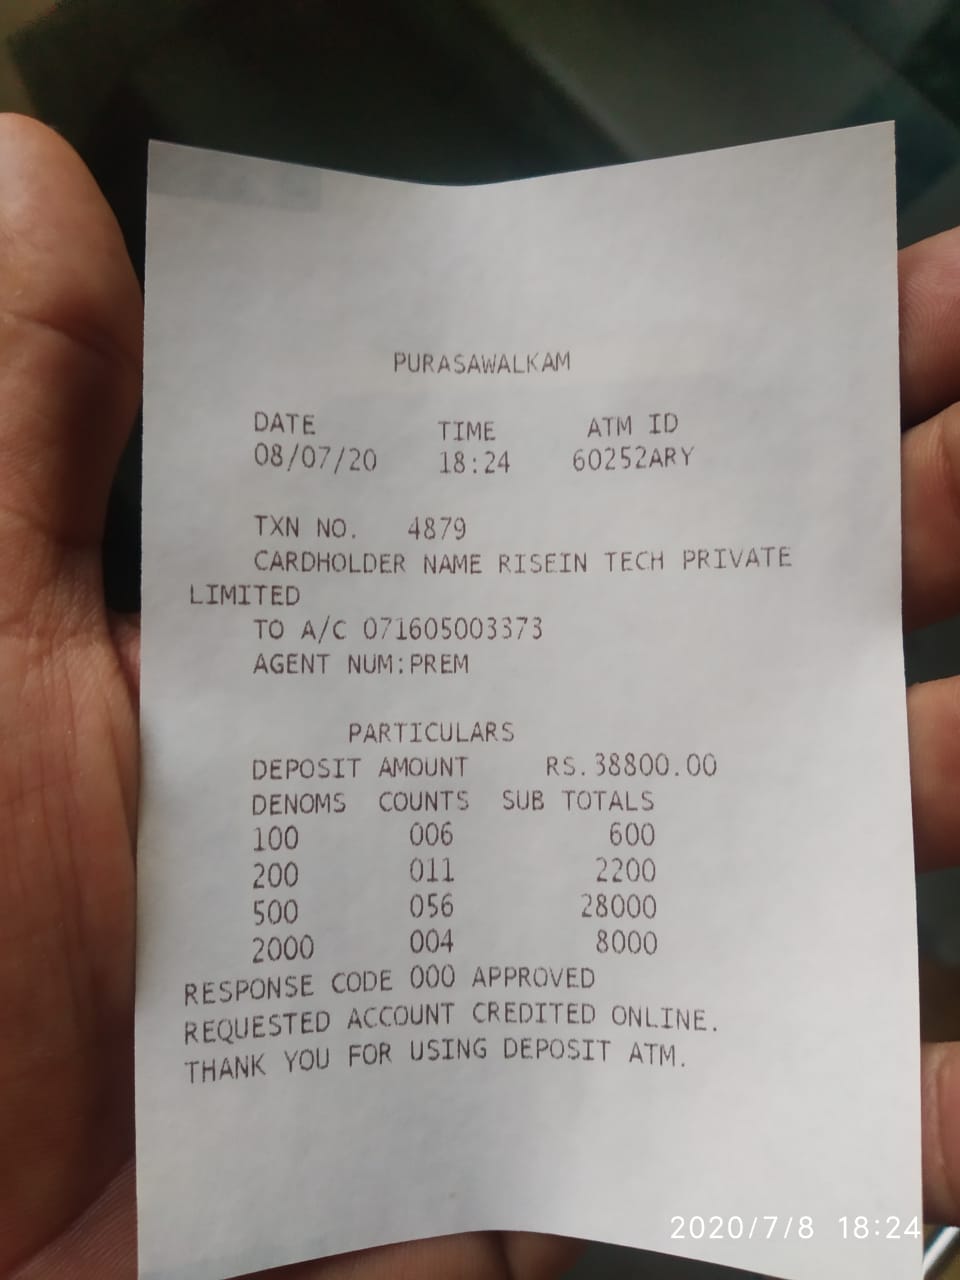 PURASAWALKAM
DATE TIME ATM ID
08/07/20 18:24 60252ARY
TXN NO. 4879
CARDHOLDER NAME RISEIN TECH PRIVATE
LIMITED
TO A/C 071605003373
AGENT NUM:PREM
PARTICULARS
DEPOSIT AMOUNT RS.38800.00
DENOMS COUNTS SUB TOTALS
100 006 600
200 011 2200
500 056 28000
2000 004 8000
RESPONSE CODE 000 APPROVED
REQUESTED ACCOUNT CREDITED ONLINE.
THANK YOU FOR USING DEPOSIT ATM.
2020/7/8 18:24